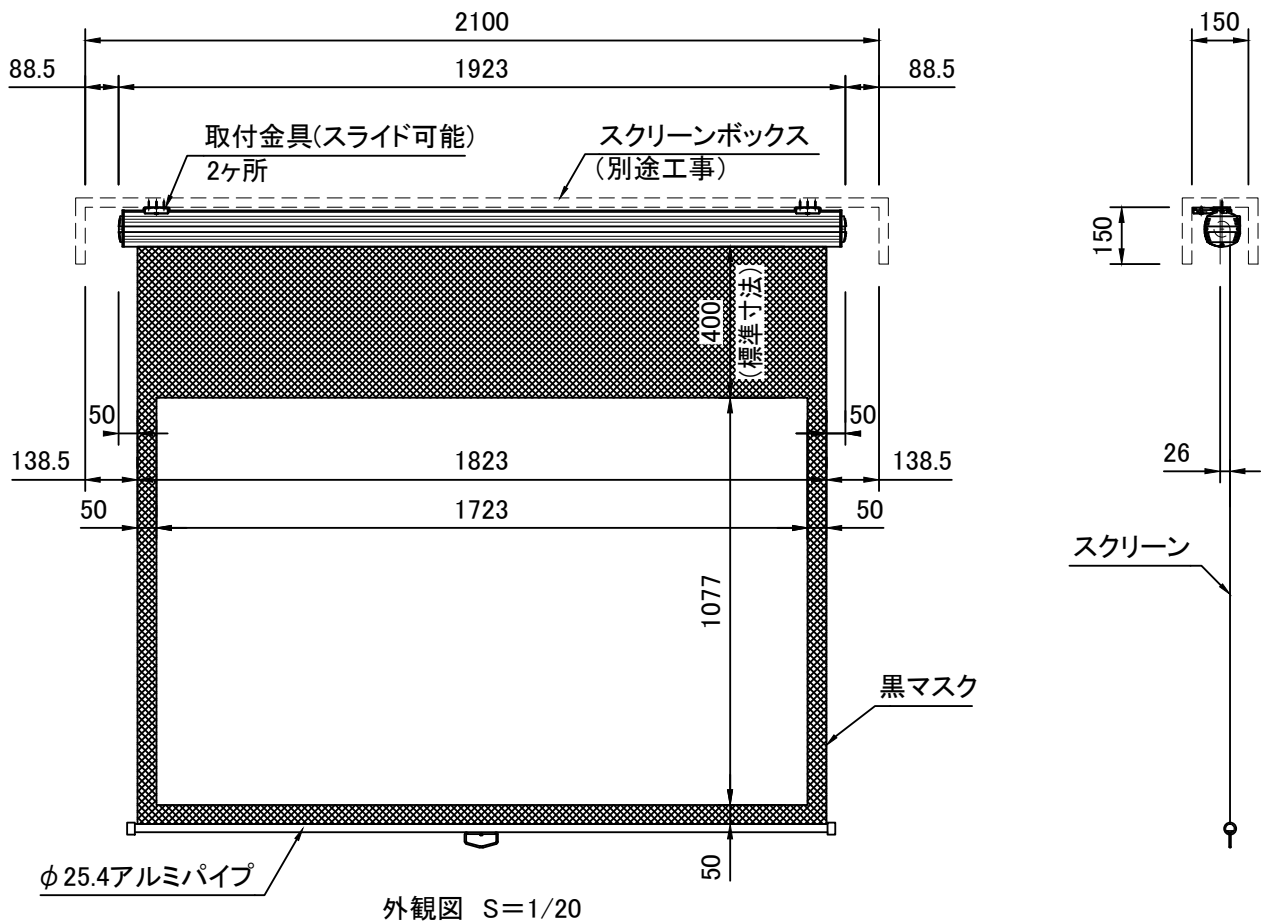 2100
150
88.5
1923
88.5
取付金具(スライド可能)
2ヶ所
スクリーンボックス
(別途工事)
150
400
(標準寸法)
50
50
138.5
1823
138.5
26
50
1723
50
スクリーン
1077
黒マスク
50
φ25.4アルミパイプ
外観図 S=1/20